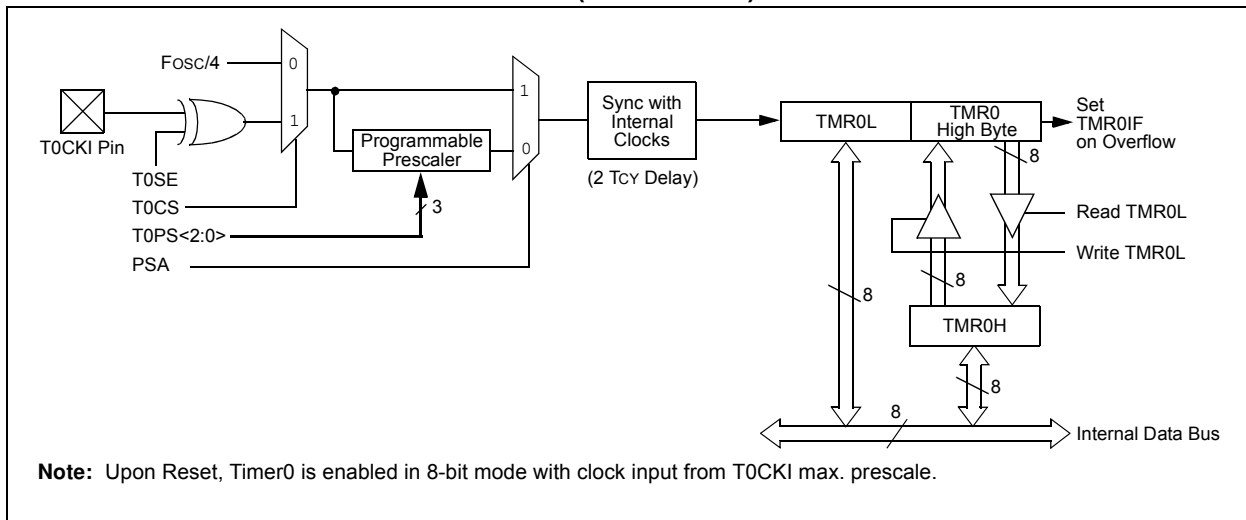 FOSC/4
0
1
T0CKI Pin
T0SE
T0CS
T0PS<2:0>
PSA
Programmable
Prescaler
3
1
0
Sync with
Internal
Clocks
(2 TCY Delay)
TMR0L
TMR0
High Byte
Set
TMR0IF
on Overflow
8
Read TMR0L
Write TMR0L
8
8
TMR0H
8
8
Internal Data Bus
Note: Upon Reset, Timer0 is enabled in 8-bit mode with clock input from T0CKI max. prescale.